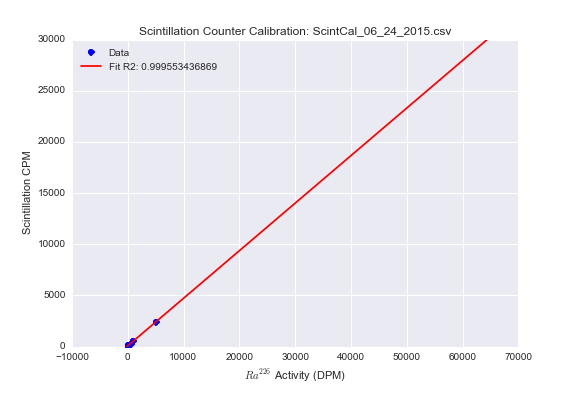 Scintillation Counter Calibration: ScintCal_06_24_2015.csv
Data
Fit R2: 0.999553436869
30000
25000
20000
15000
10000
5000
0
Scintillation CPM
-10000 0 10000 20000 30000 40000 50000 60000 70000
Ra²²⁶ Activity (DPM)